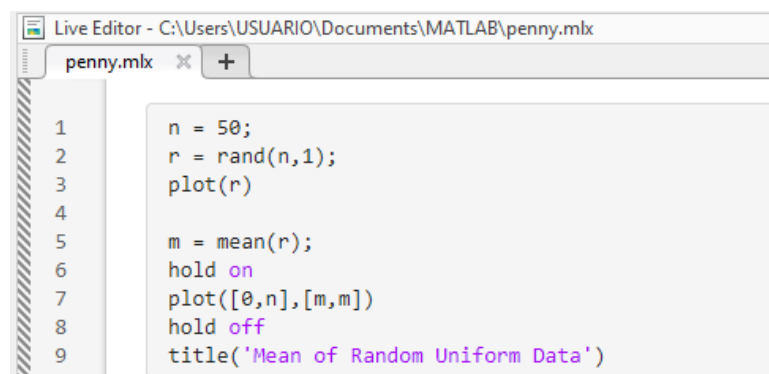 Live Editor - C:\Users\USUARIO\Documents\MATLAB\penny.mlx
penny.mlx
1 n = 50;
2 r = rand(n,1);
3 plot(r)
4
5 m = mean(r);
6 hold on
7 plot([0,n],[m,m])
8 hold off
9 title('Mean of Random Uniform Data')